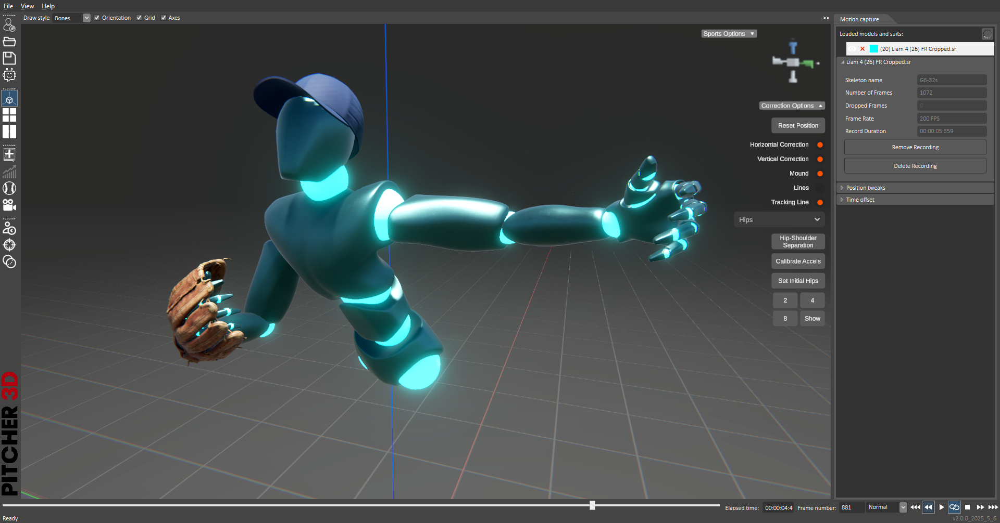 File View Help
Draw style Bones Orientation Grid Axes >>
Motion capture
Sports Options
Loaded models and suits:
(20) Liam 4 (26) FR Cropped.sr
Liam 4 (26) FR Cropped.sr
Skeleton name G6-32s
Number of Frames 1072
Dropped Frames 0
Frame Rate 200 FPS
Record Duration 00:00:05:359
Remove Recording
Delete Recording
Position tweaks
Time offset
Correction Options
Reset Position
Horizontal Correction
Vertical Correction
Mound
Lines
Tracking Line
Hips
Hip-Shoulder
Separation
Calibrate Accels
Set Initial Hips
2 4
8 Show
PITCHER 3D
Elapsed time: 00:00:04:4 Frame number: 881 Normal
Ready
v2.0.0_2025_5_6